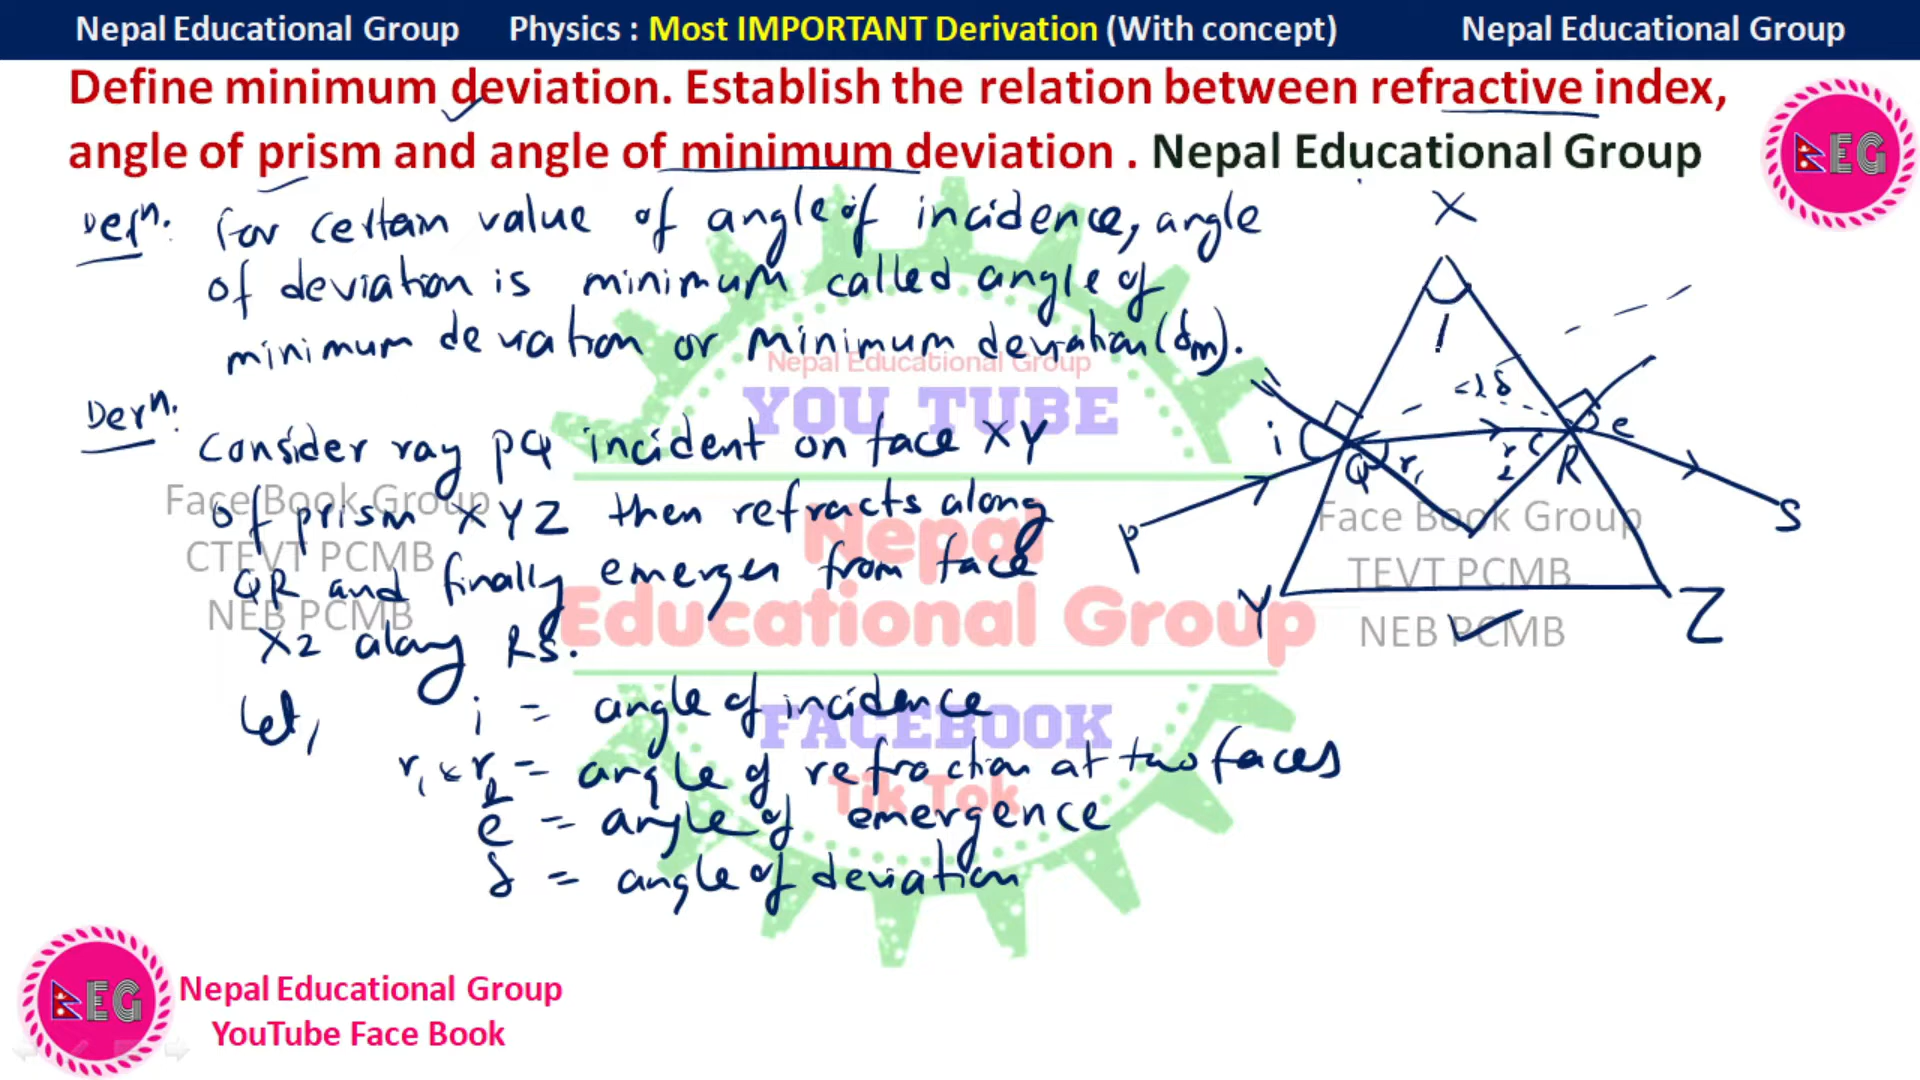 Nepal Educational Group Physics : Most IMPORTANT Derivation (With concept) Nepal Educational Group
Define minimum deviation. Establish the relation between refractive index,
angle of prism and angle of minimum deviation . Nepal Educational Group
EG
Defn. For certain value of angle of incidence, angle
of deviation is minimum called angle of
minimum deviation or minimum deviation (δm).
Nepal Educational Group
YOU TUBE
Dern.
Consider ray PQ incident on face XY
of prism XYZ then refracts along
QR and finally emerges from face
XZ along RS.
Face Book Group
CTEVT PCMB
NEB PCMB
Nepal
Educational Group
FACEBOOK
Tik Tok
Let, i = angle of incidence
r1 & r2 = angle of refraction at two faces
e = angle of emergence
δ = angle of deviation
X
δ
i e
Q r1 r2 R
P S
Y Z
Face Book Group
TEVT PCMB
NEB PCMB
EG
Nepal Educational Group
YouTube Face Book